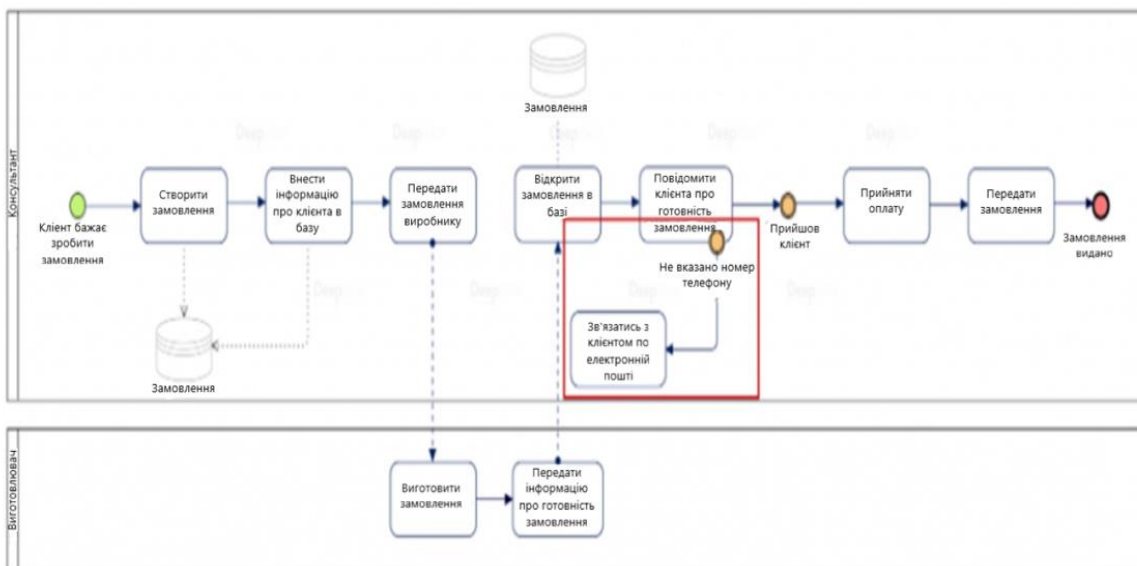 Консультант
Замовлення
Клієнт бажає
зробити
замовлення
Створити
замовлення
Внести
інформацію
про клієнта в
базу
Передати
замовлення
виробнику
Відкрити
замовлення в
базі
Повідомити
клієнта про
готовність
замовлення
Прийшов
клієнт
Прийняти
оплату
Передати
замовлення
Замовлення
видано
Не вказано номер
телефону
Зв'язатись з
клієнтом по
електронній
пошті
Замовлення
Виготовлювач
Виготовити
замовлення
Передати
інформацію
про готовність
замовлення